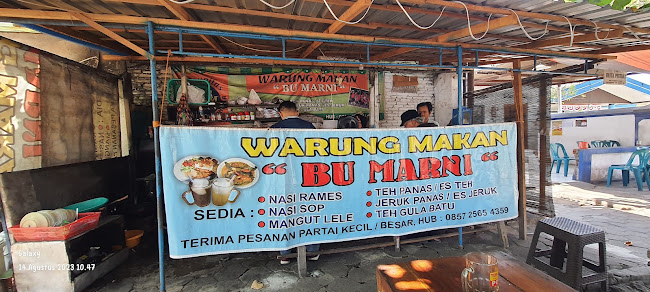 WARUNG MAKAN
"BU MARNI"
WARUNG MAKAN
"BU MARNI"
SEDIA :
• NASI RAMES
• NASI SOP
• MANGUT LELE
• TEH PANAS / ES TEH
• JERUK PANAS / ES JERUK
• TEH GULA BATU
TERIMA PESANAN PARTAI KECIL / BESAR, HUB : 0857 2565 4359
14 Agustus 2023 10.47